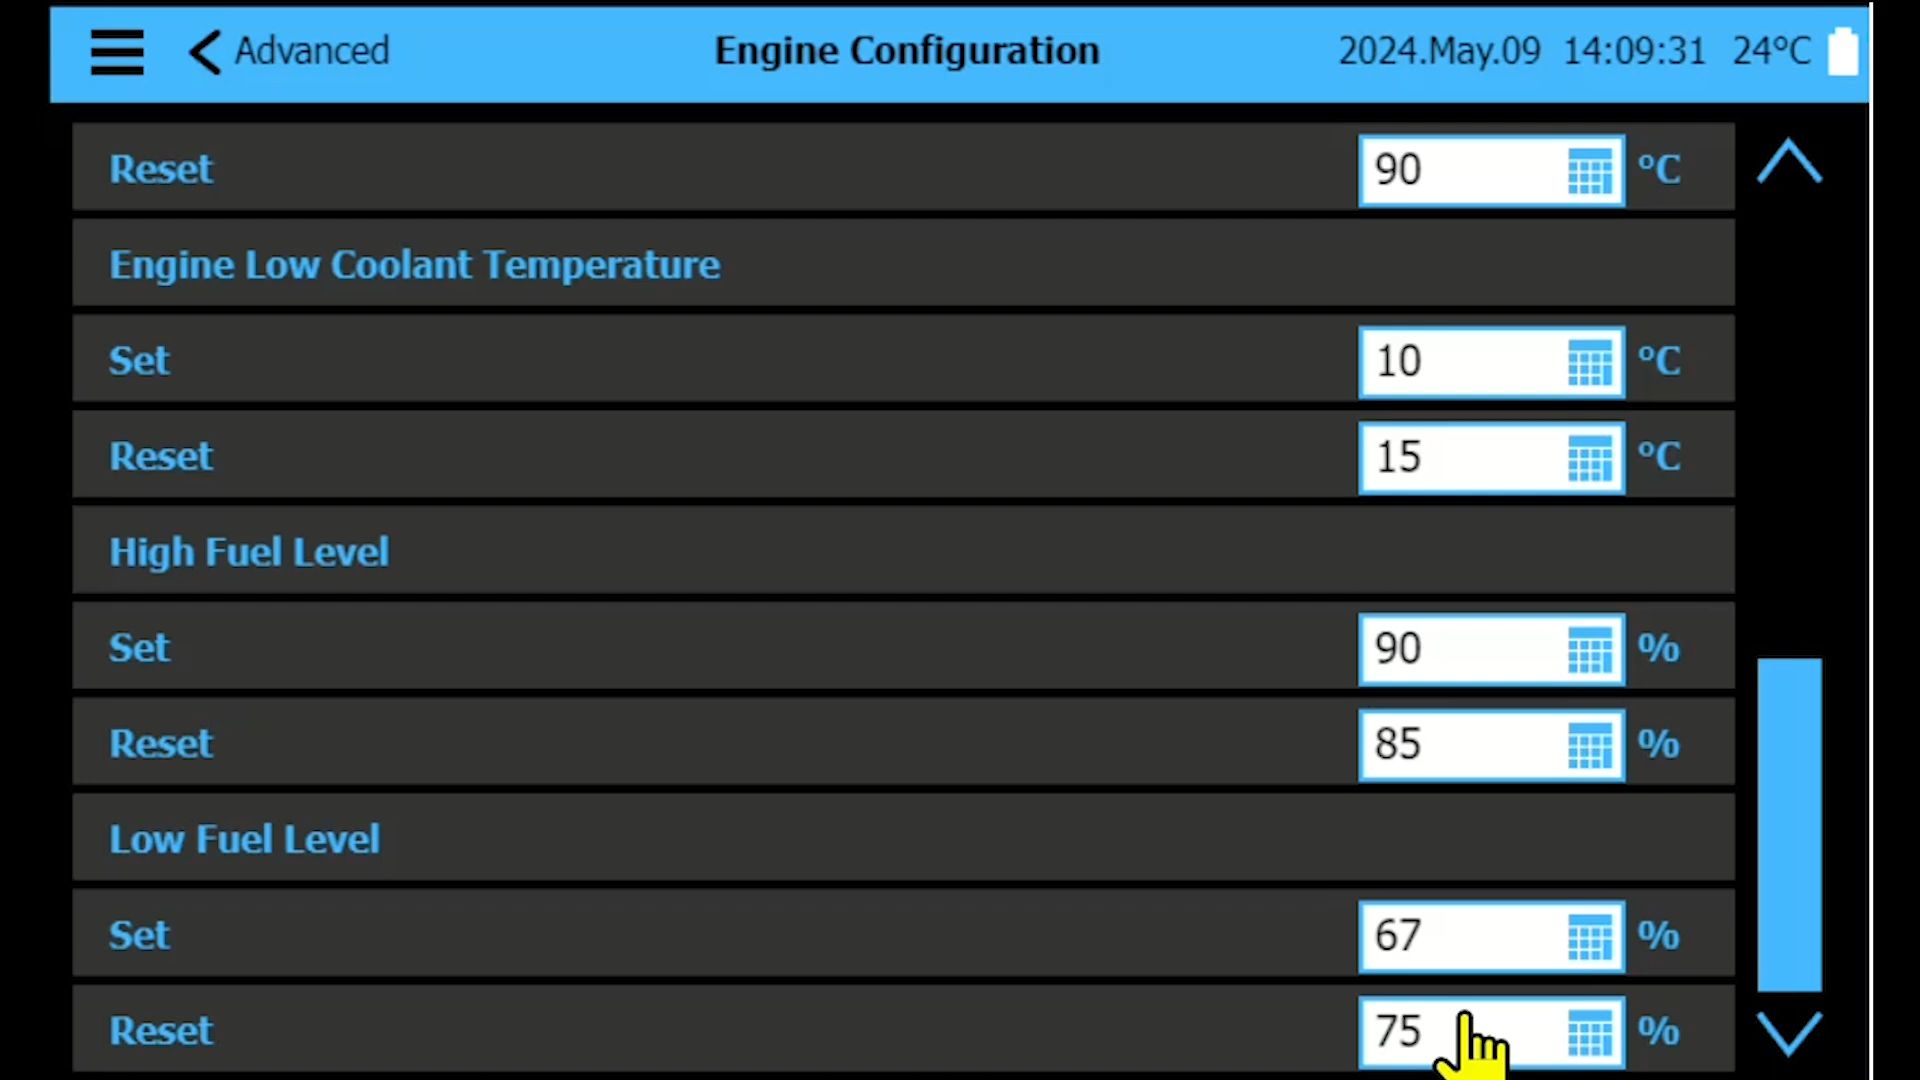 Advanced Engine Configuration 2024.May.09 14:09:31 24°C
Reset 90 °C
Engine Low Coolant Temperature
Set 10 °C
Reset 15 °C
High Fuel Level
Set 90 %
Reset 85 %
Low Fuel Level
Set 67 %
Reset 75 %